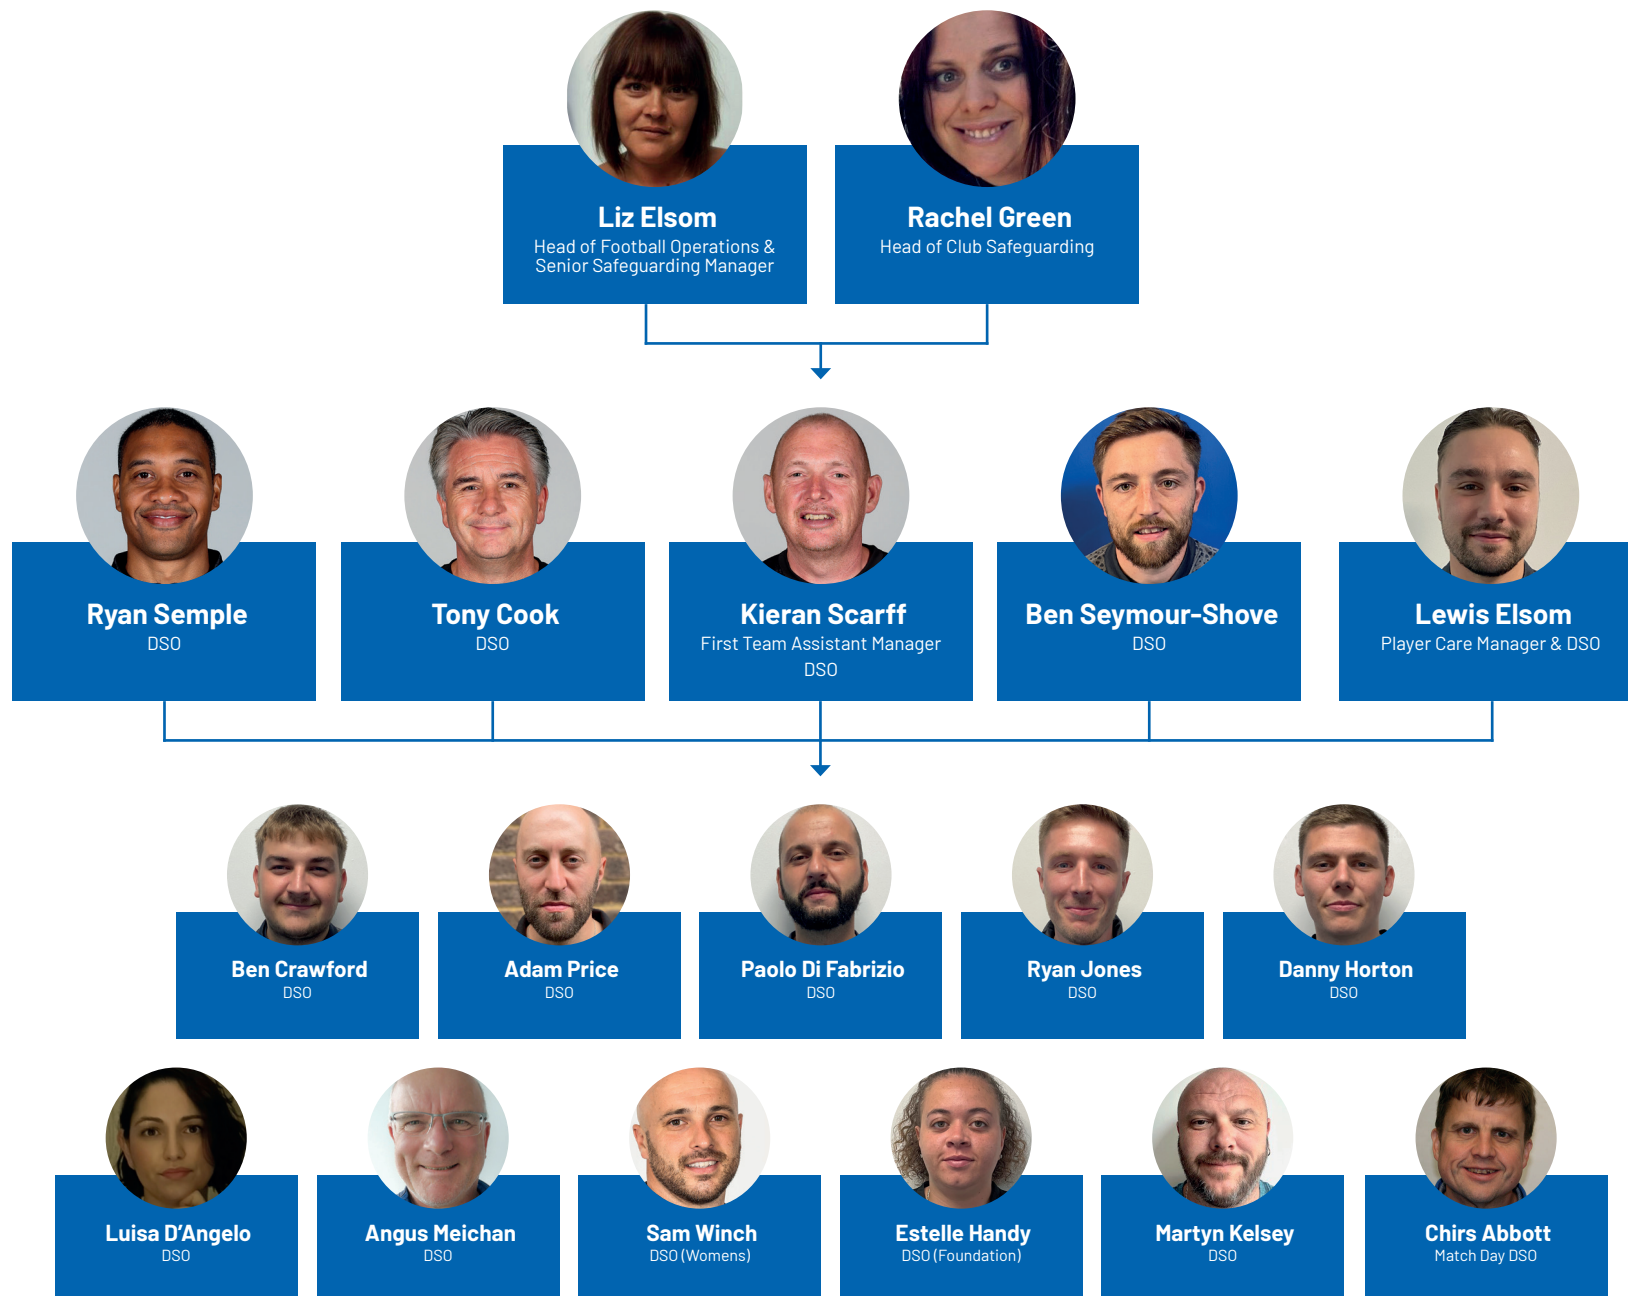 Liz Elsom
Head of Football Operations &
Senior Safeguarding Manager
Rachel Green
Head of Club Safeguarding
Ryan Semple
DSO
Tony Cook
DSO
Kieran Scarff
First Team Assistant Manager
DSO
Ben Seymour-Shove
DSO
Lewis Elsom
Player Care Manager & DSO
Ben Crawford
DSO
Adam Price
DSO
Paolo Di Fabrizio
DSO
Ryan Jones
DSO
Danny Horton
DSO
Luisa D’Angelo
DSO
Angus Meichan
DSO
Sam Winch
DSO (Womens)
Estelle Handy
DSO (Foundation)
Martyn Kelsey
DSO
Chirs Abbott
Match Day DSO